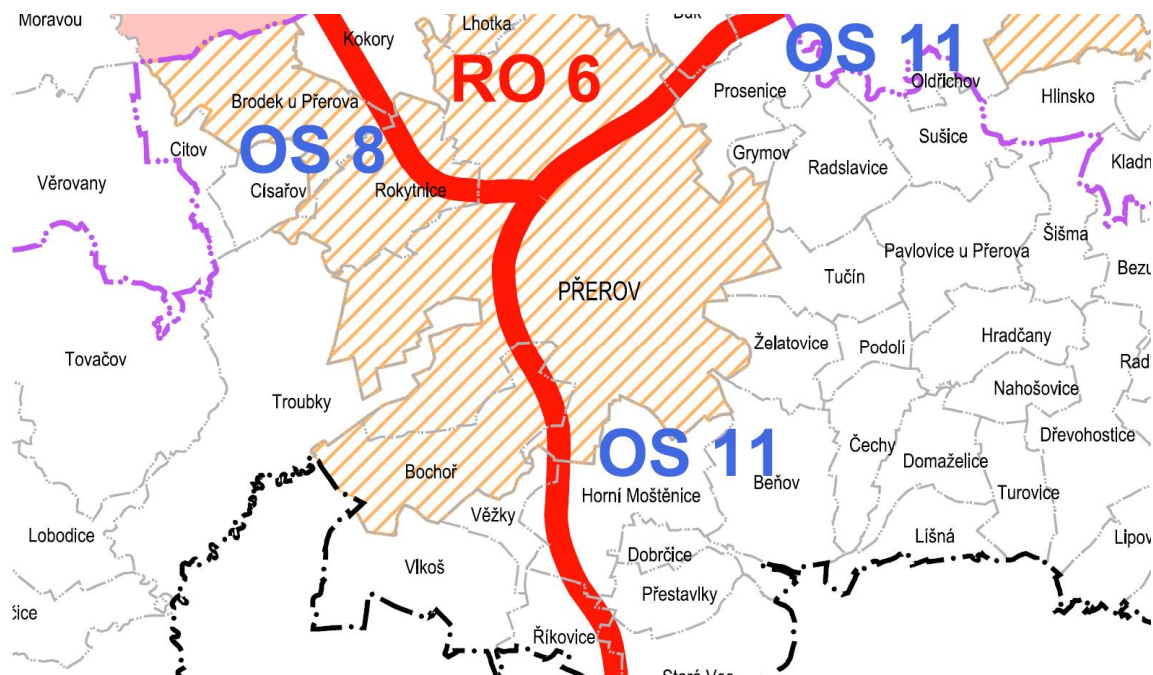 Moravou
Lhotka
Kokory
OS 11
RO 6
Prosenice
Oldřichov
Hlinsko
Brodek u Přerova
Sušice
OS 8
Citov
Grymov
Radslavice
Kladn
Věrovany
Císařov
Rokytnice
Šišma
Pavlovice u Přerova
Tučín
Bezu
PŘEROV
Želatovice
Podolí
Hradčany
Tovačov
Rad
Nahošovice
Troubky
Dřevohostice
OS 11
Čechy
Domaželice
Bochoř
Beňov
Horní Moštěnice
Turovice
Věžky
Lobodice
Líšná
Lipov
Dobrčice
Vlkoš
Přestavlky
šice
Říkovice